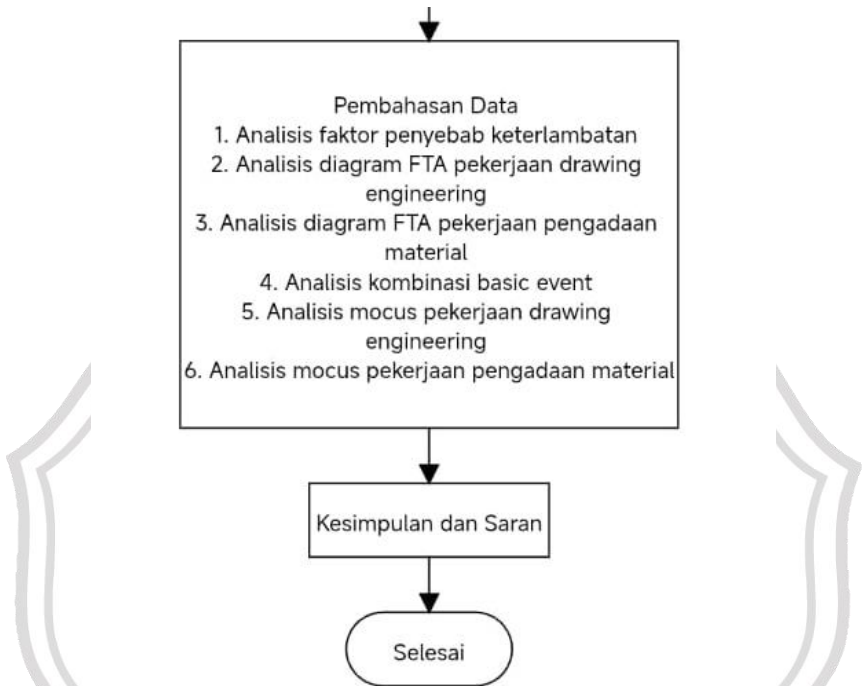 Pembahasan Data
1. Analisis faktor penyebab keterlambatan
2. Analisis diagram FTA pekerjaan drawing
engineering
3. Analisis diagram FTA pekerjaan pengadaan
material
4. Analisis kombinasi basic event
5. Analisis mocus pekerjaan drawing
engineering
6. Analisis mocus pekerjaan pengadaan material
Kesimpulan dan Saran
Selesai